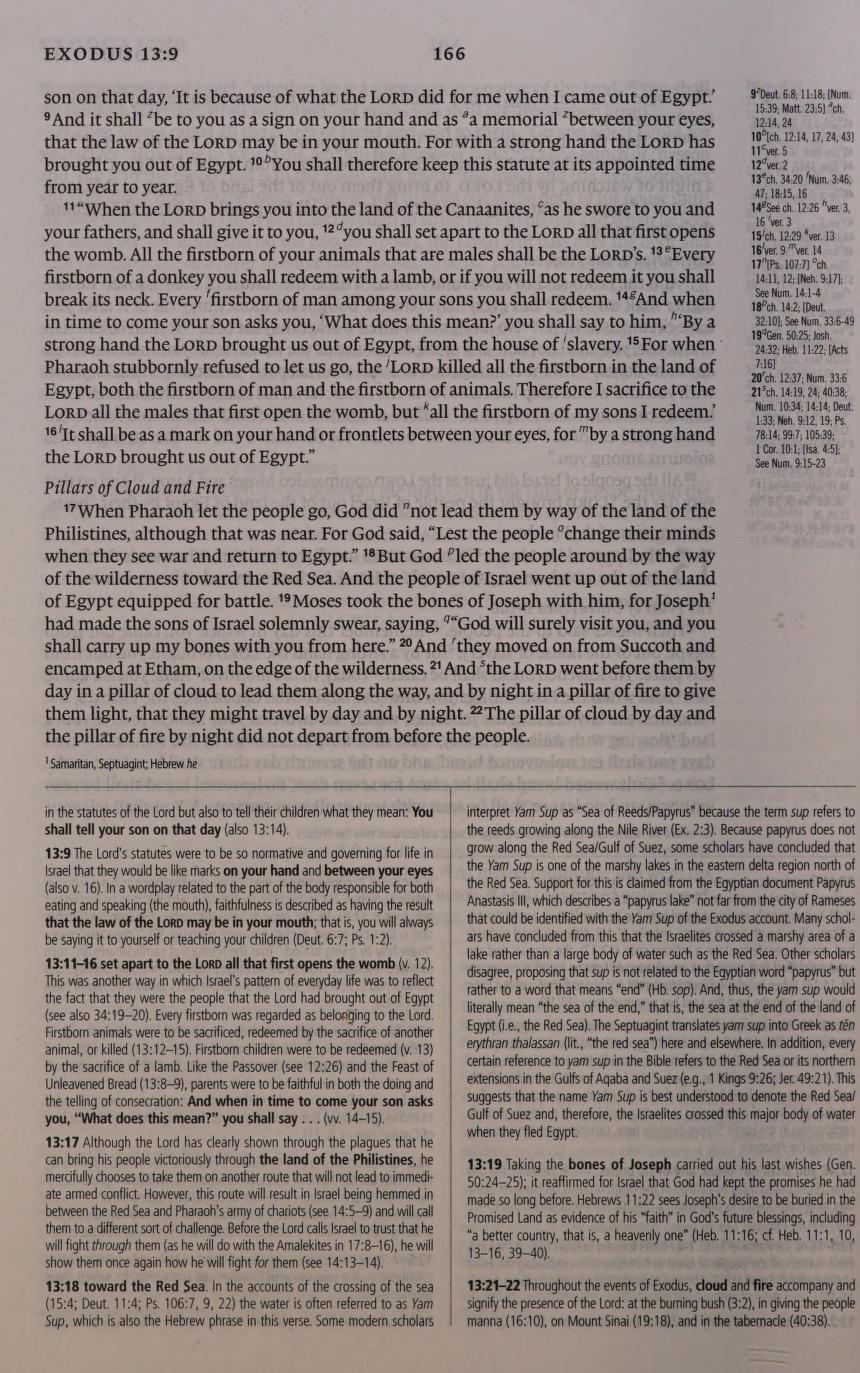 EXODUS 13:9
166
son on that day, ‘It is because of what the LORD did for me when I came out of Egypt.’
9 And it shall zbe to you as a sign on your hand and as aa memorial zbetween your eyes,
that the law of the LORD may be in your mouth. For with a strong hand the LORD has
brought you out of Egypt. 10 bYou shall therefore keep this statute at its appointed time
from year to year.
11 “When the LORD brings you into the land of the Canaanites, cas he swore to you and
your fathers, and shall give it to you, 12 dyou shall set apart to the LORD all that first opens
the womb. All the firstborn of your animals that are males shall be the LORD’s. 13 eEvery
firstborn of a donkey you shall redeem with a lamb, or if you will not redeem it you shall
break its neck. Every ffirstborn of man among your sons you shall redeem. 14 gAnd when
in time to come your son asks you, ‘What does this mean?’ you shall say to him, h‘By a
strong hand the LORD brought us out of Egypt, from the house of islavery. 15 For when
Pharaoh stubbornly refused to let us go, the jLORD killed all the firstborn in the land of
Egypt, both the firstborn of man and the firstborn of animals. Therefore I sacrifice to the
LORD all the males that first open the womb, but kall the firstborn of my sons I redeem.’
16 lIt shall be as a mark on your hand or frontlets between your eyes, for mby a strong hand
the LORD brought us out of Egypt.”
Pillars of Cloud and Fire
17 When Pharaoh let the people go, God did nnot lead them by way of the land of the
Philistines, although that was near. For God said, “Lest the people ochange their minds
when they see war and return to Egypt.” 18 But God pled the people around by the way
of the wilderness toward the Red Sea. And the people of Israel went up out of the land
of Egypt equipped for battle. 19 Moses took the bones of Joseph with him, for Joseph1
had made the sons of Israel solemnly swear, saying, q“God will surely visit you, and you
shall carry up my bones with you from here.” 20 And rthey moved on from Succoth and
encamped at Etham, on the edge of the wilderness. 21 And sthe LORD went before them by
day in a pillar of cloud to lead them along the way, and by night in a pillar of fire to give
them light, that they might travel by day and by night. 22 The pillar of cloud by day and
the pillar of fire by night did not depart from before the people.
1 Samaritan, Septuagint; Hebrew he
9 zDeut. 6:8; 11:18; [Num.
15:39; Matt. 23:5] ach.
12:14, 24
10 b[ch. 12:14, 17, 24, 43]
11 cver. 5
12 dver. 2
13 ech. 34:20 fNum. 3:46,
47; 18:15, 16
14 gSee ch. 12:26 hver. 3,
16 iver. 3
15 jch. 12:29 kver. 13
16 lver. 9 mver. 14
17 n[Ps. 107:7] och.
14:11, 12; [Neh. 9:17];
See Num. 14:1-4
18 pch. 14:2; [Deut.
32:10]; See Num. 33:6-49
19 qGen. 50:25; Josh.
24:32; Heb. 11:22; [Acts
7:16]
20 rch. 12:37; Num. 33:6
21 sch. 14:19, 24; 40:38;
Num. 10:34; 14:14; Deut.
1:33; Neh. 9:12, 19; Ps.
78:14; 99:7; 105:39;
1 Cor. 10:1; [Isa. 4:5];
See Num. 9:15-23
in the statutes of the Lord but also to tell their children what they mean: You
shall tell your son on that day (also 13:14).
13:9 The Lord’s statutes were to be so normative and governing for life in
Israel that they would be like marks on your hand and between your eyes
(also v. 16). In a wordplay related to the part of the body responsible for both
eating and speaking (the mouth), faithfulness is described as having the result
that the law of the LORD may be in your mouth; that is, you will always
be saying it to yourself or teaching your children (Deut. 6:7; Ps. 1:2).
13:11–16 set apart to the LORD all that first opens the womb (v. 12).
This was another way in which Israel’s pattern of everyday life was to reflect
the fact that they were the people that the Lord had brought out of Egypt
(see also 34:19–20). Every firstborn was regarded as belonging to the Lord.
Firstborn animals were to be sacrificed, redeemed by the sacrifice of another
animal, or killed (13:12–15). Firstborn children were to be redeemed (v. 13)
by the sacrifice of a lamb. Like the Passover (see 12:26) and the Feast of
Unleavened Bread (13:8–9), parents were to be faithful in both the doing and
the telling of consecration: And when in time to come your son asks
you, “What does this mean?” you shall say . . . (vv. 14–15).
13:17 Although the Lord has clearly shown through the plagues that he
can bring his people victoriously through the land of the Philistines, he
mercifully chooses to take them on another route that will not lead to immedi-
ate armed conflict. However, this route will result in Israel being hemmed in
between the Red Sea and Pharaoh’s army of chariots (see 14:5–9) and will call
them to a different sort of challenge. Before the Lord calls Israel to trust that he
will fight through them (as he will do with the Amalekites in 17:8–16), he will
show them once again how he will fight for them (see 14:13–14).
13:18 toward the Red Sea. In the accounts of the crossing of the sea
(15:4; Deut. 11:4; Ps. 106:7, 9, 22) the water is often referred to as Yam
Sup, which is also the Hebrew phrase in this verse. Some modern scholars
interpret Yam Sup as “Sea of Reeds/Papyrus” because the term sup refers to
the reeds growing along the Nile River (Ex. 2:3). Because papyrus does not
grow along the Red Sea/Gulf of Suez, some scholars have concluded that
the Yam Sup is one of the marshy lakes in the eastern delta region north of
the Red Sea. Support for this is claimed from the Egyptian document Papyrus
Anastasis III, which describes a “papyrus lake” not far from the city of Rameses
that could be identified with the Yam Sup of the Exodus account. Many schol-
ars have concluded from this that the Israelites crossed a marshy area of a
lake rather than a large body of water such as the Red Sea. Other scholars
disagree, proposing that sup is not related to the Egyptian word “papyrus” but
rather to a word that means “end” (Hb. sop). And, thus, the yam sup would
literally mean “the sea of the end,” that is, the sea at the end of the land of
Egypt (i.e., the Red Sea). The Septuagint translates yam sup into Greek as tēn
erythran thalassan (lit., “the red sea”) here and elsewhere. In addition, every
certain reference to yam sup in the Bible refers to the Red Sea or its northern
extensions in the Gulfs of Aqaba and Suez (e.g., 1 Kings 9:26; Jer. 49:21). This
suggests that the name Yam Sup is best understood to denote the Red Sea/
Gulf of Suez and, therefore, the Israelites crossed this major body of water
when they fled Egypt.
13:19 Taking the bones of Joseph carried out his last wishes (Gen.
50:24–25); it reaffirmed for Israel that God had kept the promises he had
made so long before. Hebrews 11:22 sees Joseph’s desire to be buried in the
Promised Land as evidence of his “faith” in God’s future blessings, including
“a better country, that is, a heavenly one” (Heb. 11:16; cf. Heb. 11:1, 10,
13–16, 39–40).
13:21–22 Throughout the events of Exodus, cloud and fire accompany and
signify the presence of the Lord: at the burning bush (3:2), in giving the people
manna (16:10), on Mount Sinai (19:18), and in the tabernacle (40:38).